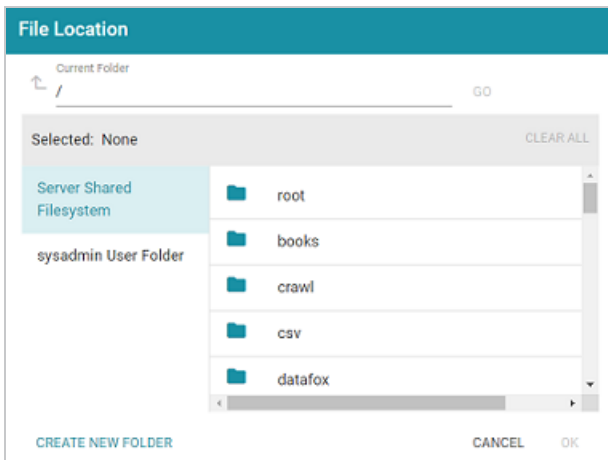 File Location
Current Folder
/
GO
Selected: None
CLEAR ALL
Server Shared
Filesystem
sysadmin User Folder
root
books
crawl
csv
datafox
CREATE NEW FOLDER
CANCEL
OK